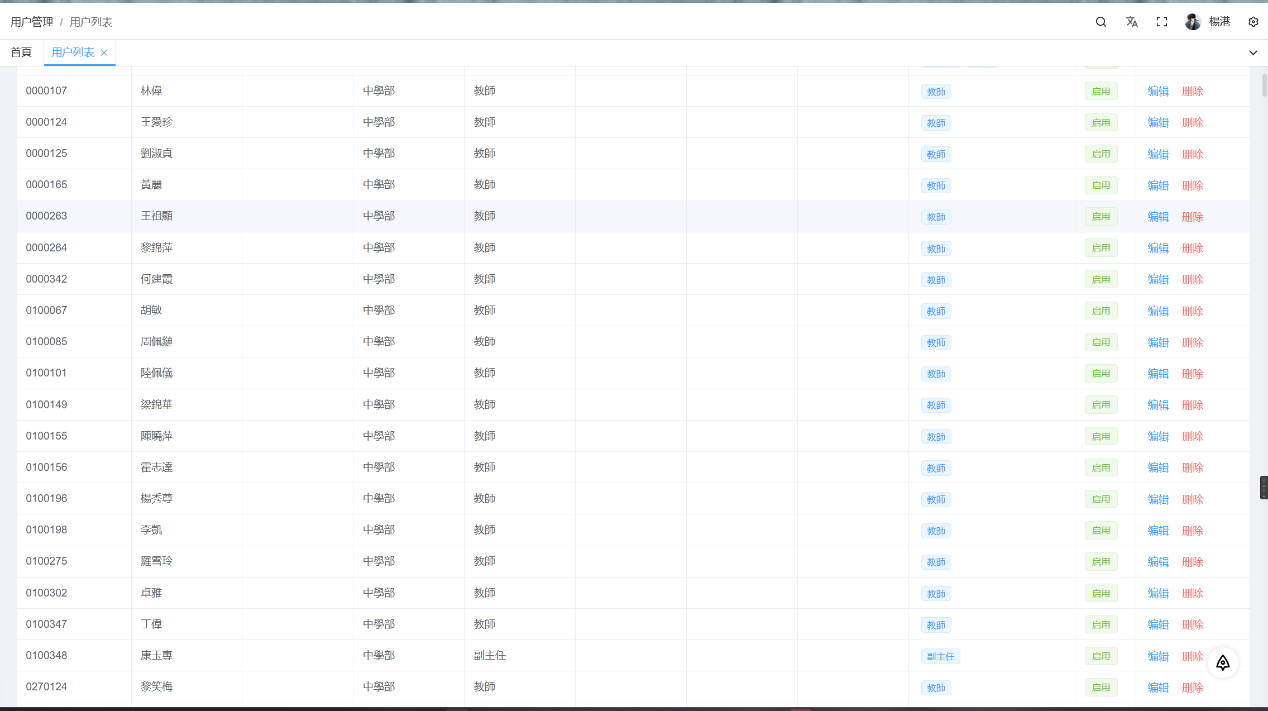 用户管理 / 用户列表 楊港
首頁 用户列表
0000107 林偉 中學部 教師 教師 启用 编辑 删除
0000124 王愛珍 中學部 教師 教師 启用 编辑 删除
0000125 劉淑貞 中學部 教師 教師 启用 编辑 删除
0000165 黃麗 中學部 教師 教師 启用 编辑 删除
0000263 王祖顯 中學部 教師 教師 启用 编辑 删除
0000264 黎錦萍 中學部 教師 教師 启用 编辑 删除
0000342 何建霞 中學部 教師 教師 启用 编辑 删除
0100067 胡敏 中學部 教師 教師 启用 编辑 删除
0100085 周佩鏈 中學部 教師 教師 启用 编辑 删除
0100101 陸佩儀 中學部 教師 教師 启用 编辑 删除
0100149 梁錦華 中學部 教師 教師 启用 编辑 删除
0100155 陳曉萍 中學部 教師 教師 启用 编辑 删除
0100156 霍志達 中學部 教師 教師 启用 编辑 删除
0100196 楊秀尊 中學部 教師 教師 启用 编辑 删除
0100198 李凱 中學部 教師 教師 启用 编辑 删除
0100275 羅雪玲 中學部 教師 教師 启用 编辑 删除
0100302 卓雅 中學部 教師 教師 启用 编辑 删除
0100347 丁偉 中學部 教師 教師 启用 编辑 删除
0100348 康玉專 中學部 副主任 副主任 启用 编辑 删除
0270124 黎笑梅 中學部 教師 教師 启用 编辑 删除